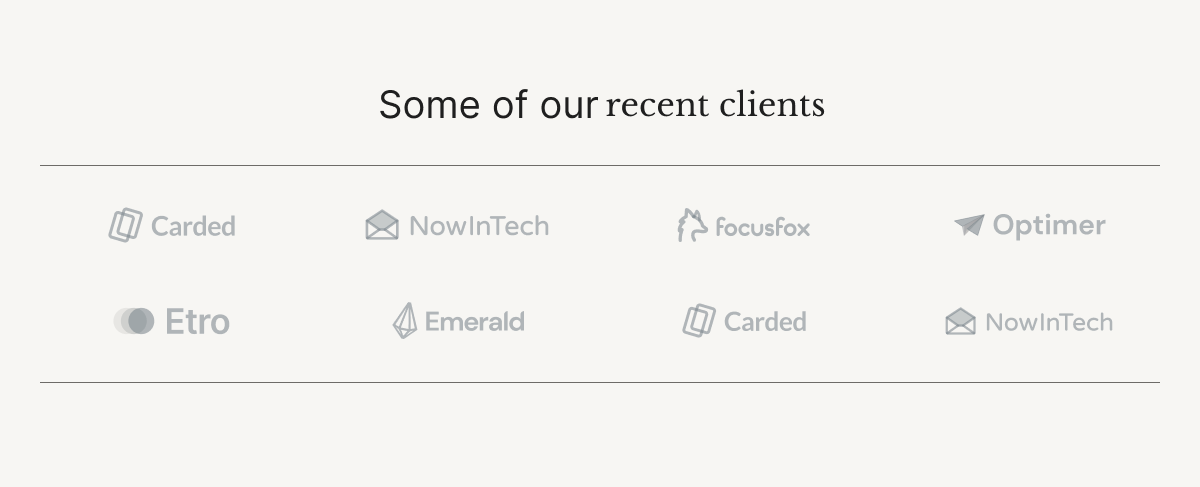 Some of our recent clients
Carded NowInTech focusfox Optimer
Etro Emerald Carded NowInTech